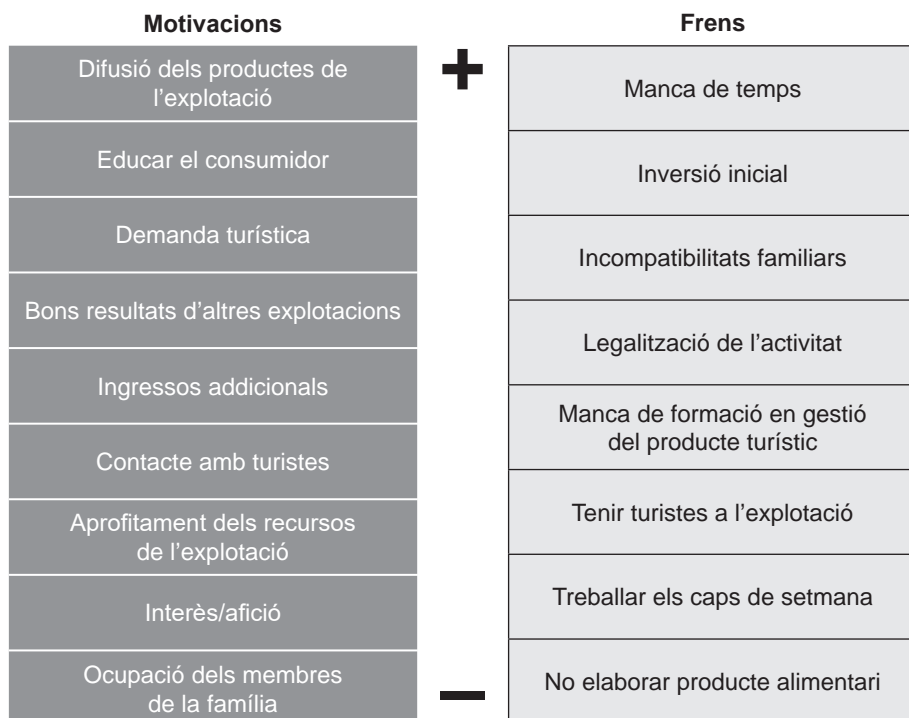 Motivacions
Difusió dels productes de
l’explotació
Educar el consumidor
Demanda turística
Bons resultats d’altres explotacions
Ingressos addicionals
Contacte amb turistes
Aprofitament dels recursos
de l’explotació
Interès/afició
Ocupació dels membres
de la família
+
–
Frens
Manca de temps
Inversió inicial
Incompatibilitats familiars
Legalització de l’activitat
Manca de formació en gestió
del producte turístic
Tenir turistes a l’explotació
Treballar els caps de setmana
No elaborar producte alimentari